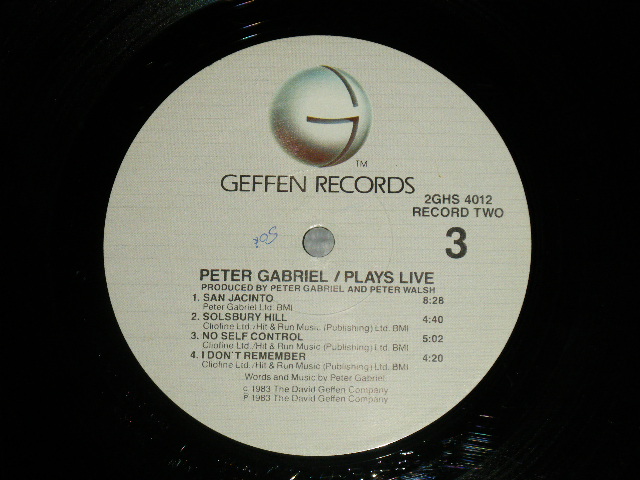 TM
GEFFEN RECORDS
2GHS 4012
RECORD TWO
3
PETER GABRIEL / PLAYS LIVE
PRODUCED BY PETER GABRIEL AND PETER WALSH
1. SAN JACINTO 8:28
Peter Gabriel Ltd. BMI
2. SOLSBURY HILL 4:40
Cliofine Ltd./Hit & Run Music (Publishing) Ltd. BMI
3. NO SELF CONTROL 5:02
Cliofine Ltd./Hit & Run Music (Publishing) Ltd. BMI
4. I DON'T REMEMBER 4:20
Cliofine Ltd./Hit & Run Music (Publishing) Ltd. BMI
Words and Music by Peter Gabriel
© 1983 The David Geffen Company
℗ 1983 The David Geffen Company